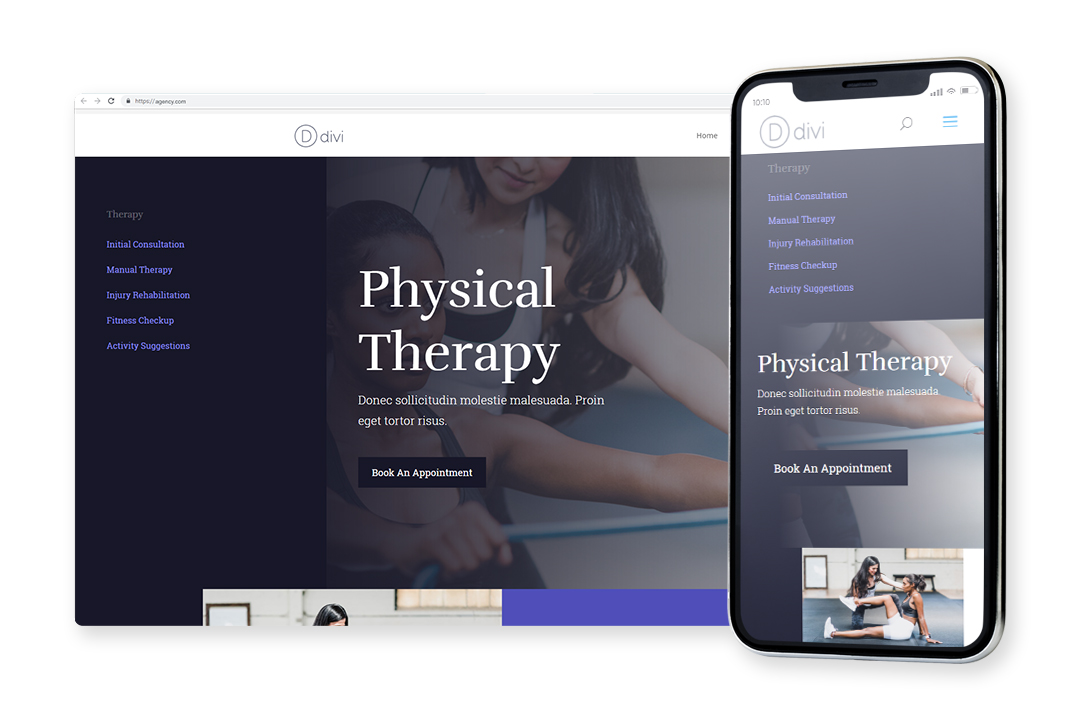 https://agency.com
D divi
Home
Therapy
Initial Consultation
Manual Therapy
Injury Rehabilitation
Fitness Checkup
Activity Suggestions
Physical
Therapy
Donec sollicitudin molestie malesuada. Proin
eget tortor risus.
Book An Appointment
10:10
D divi
Therapy
Initial Consultation
Manual Therapy
Injury Rehabilitation
Fitness Checkup
Activity Suggestions
Physical Therapy
Donec sollicitudin molestie malesuada.
Proin eget tortor risus.
Book An Appointment